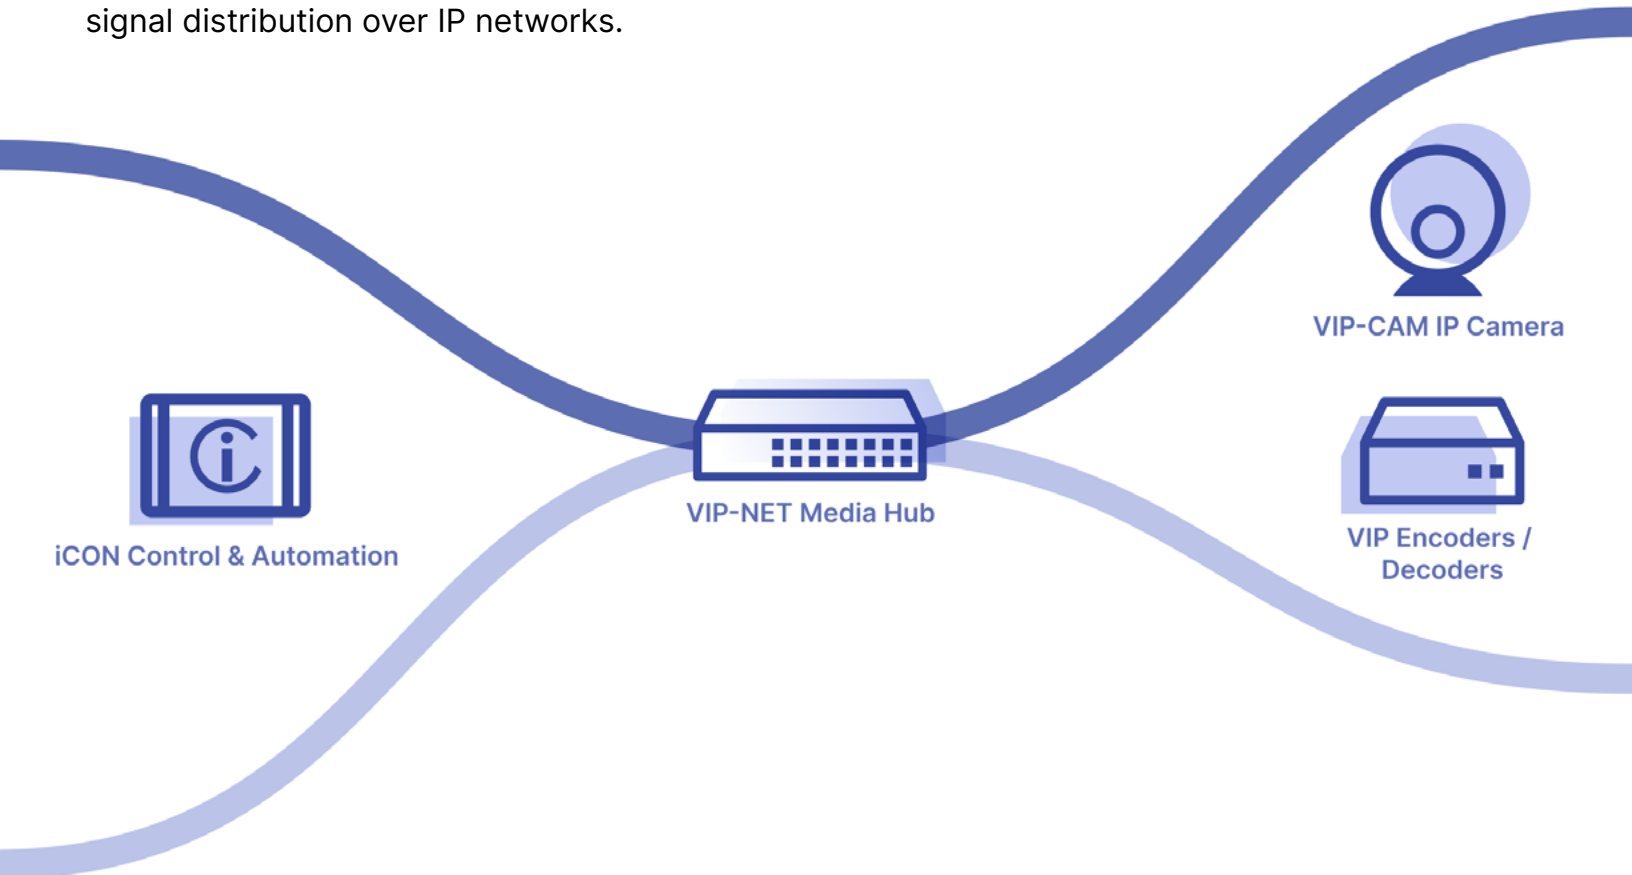 signal distribution over IP networks.
VIP-CAM IP Camera
iCON Control & Automation
VIP-NET Media Hub
VIP Encoders /
Decoders